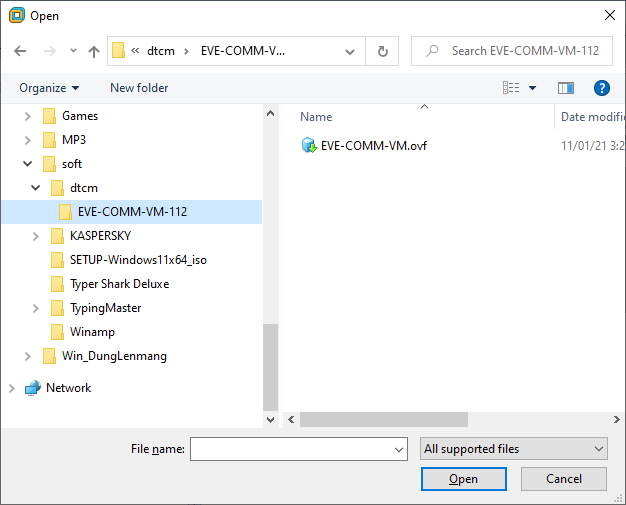 Open
dtcm EVE-COMM-V... Search EVE-COMM-VM-112
Organize New folder
Games
MP3
soft
dtcm
EVE-COMM-VM-112
KASPERSKY
SETUP-Windows11x64_iso
Typer Shark Deluxe
TypingMaster
Winamp
Win_DungLenmang
Network
Name Date modifie
EVE-COMM-VM.ovf 11/01/21 3:2
File name: All supported files
Open Cancel